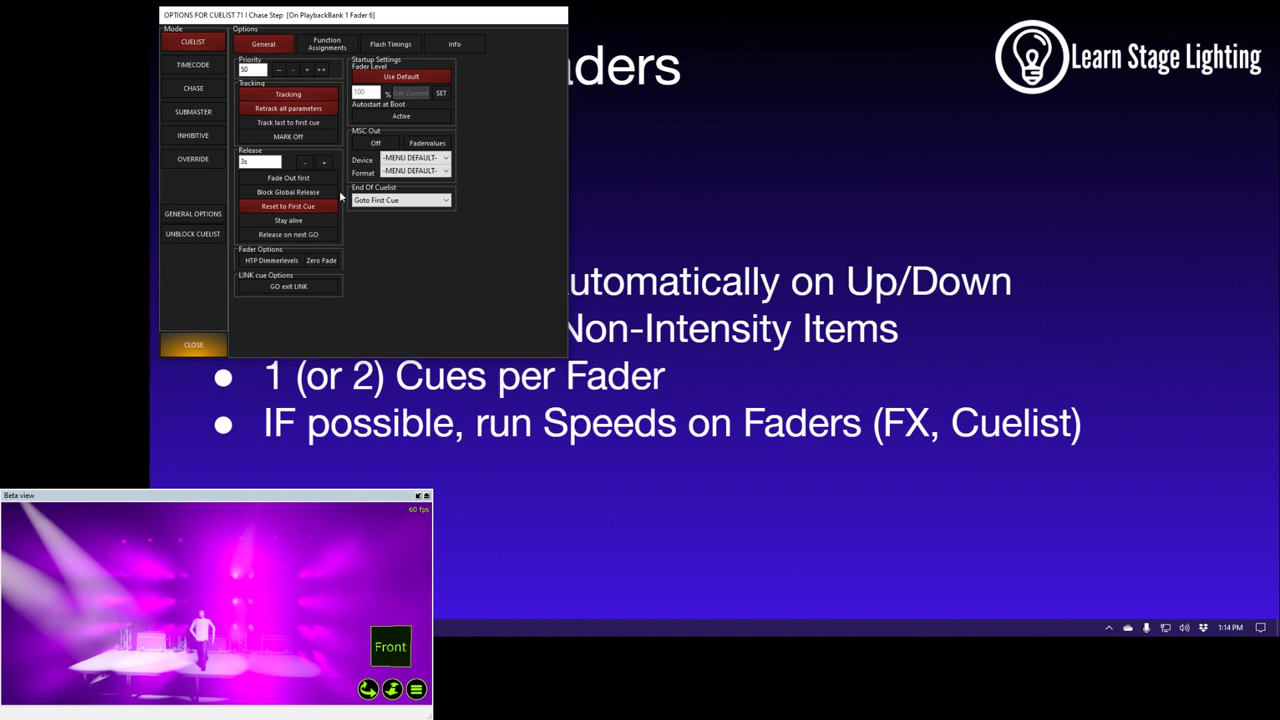 OPTIONS FOR CUELIST 71 I Chase Step [On PlaybackBank 1 Fader 6]
Mode
CUELIST
TIMECODE
CHASE
SUBMASTER
INHIBITIVE
OVERRIDE
GENERAL OPTIONS
UNBLOCK CUELIST
CLOSE
Options
General
Function Assignments
Flash Timings
Info
Priority
50
-- - + ++
Tracking
Tracking
Retrack all parameters
Track last to first cue
MARK Off
Release
3s - +
Fade Out first
Block Global Release
Reset to First Cue
Stay alive
Release on next GO
Fader Options
HTP Dimmerlevels Zero Fade
LINK cue Options
GO exit LINK
Startup Settings
Fader Level
Use Default
100 % Get Current SET
Autostart at Boot
Active
MSC Out
Off Fadervalues
Device -MENU DEFAULT-
Format -MENU DEFAULT-
End Of Cuelist
Goto First Cue
aders
Learn Stage Lighting
utomatically on Up/Down
Non-Intensity Items
● 1 (or 2) Cues per Fader
● IF possible, run Speeds on Faders (FX, Cuelist)
Beta view
60 fps
Front
1:14 PM